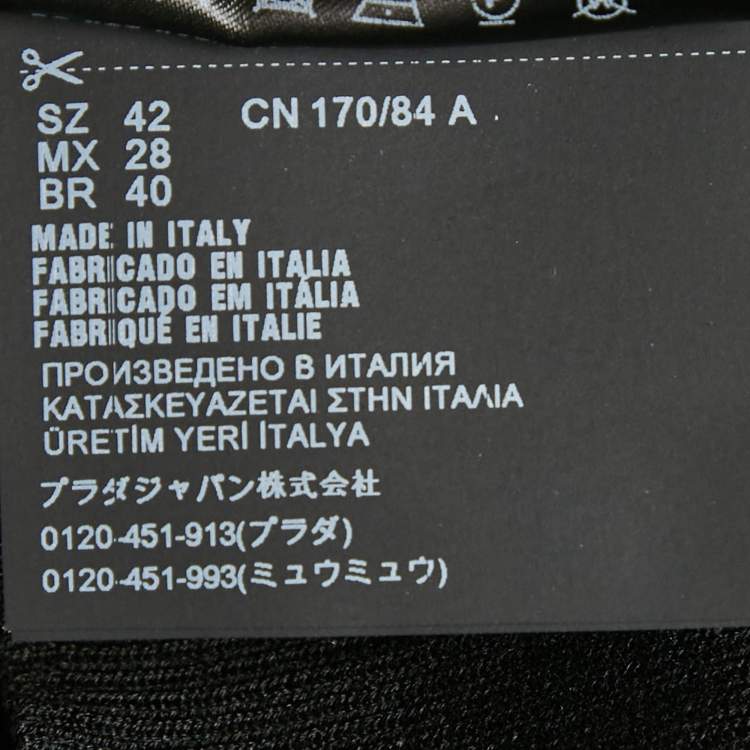 SZ 42 CN 170/84 A
MX 28
BR 40
MADE IN ITALY
FABRICADO EN ITALIA
FABRICADO EM ITÁLIA
FABRIQUÉ EN ITALIE
ПРОИЗВЕДЕНО В ИТАЛИЯ
ΚΑΤΑΣΚΕΥΑΖΕΤΑΙ ΣΤΗΝ ΙΤΑΛΙΑ
ÜRETİM YERİ İTALYA
プラダジャパン株式会社
0120-451-913(プラダ)
0120-451-993(ミュウミュウ)